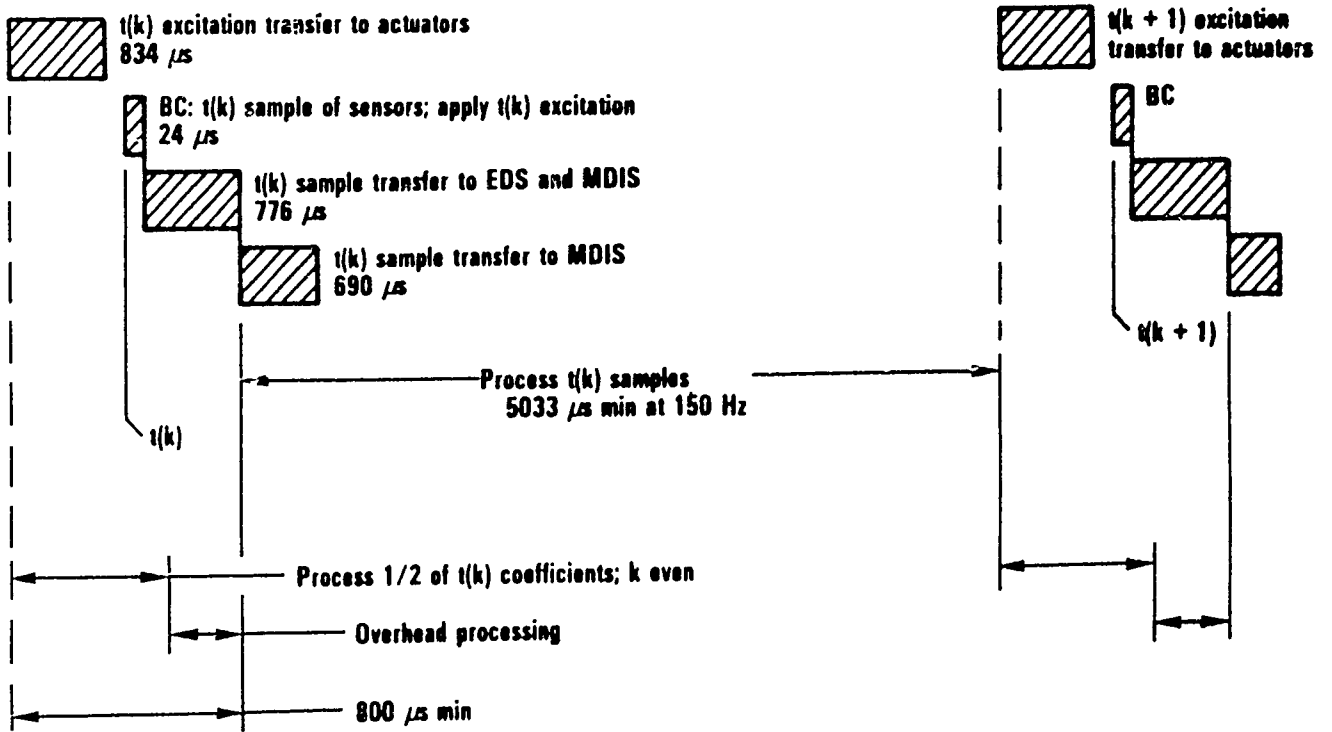 t(k) excitation transfer to actuators
834 μs
BC: t(k) sample of sensors; apply t(k) excitation
24 μs
t(k) sample transfer to EDS and MDIS
776 μs
t(k) sample transfer to MDIS
690 μs
t(k)
Process t(k) samples
5033 μs min at 150 Hz
t(k + 1) excitation
transfer to actuators
BC
t(k + 1)
Process 1/2 of t(k) coefficients; k even
Overhead processing
800 μs min